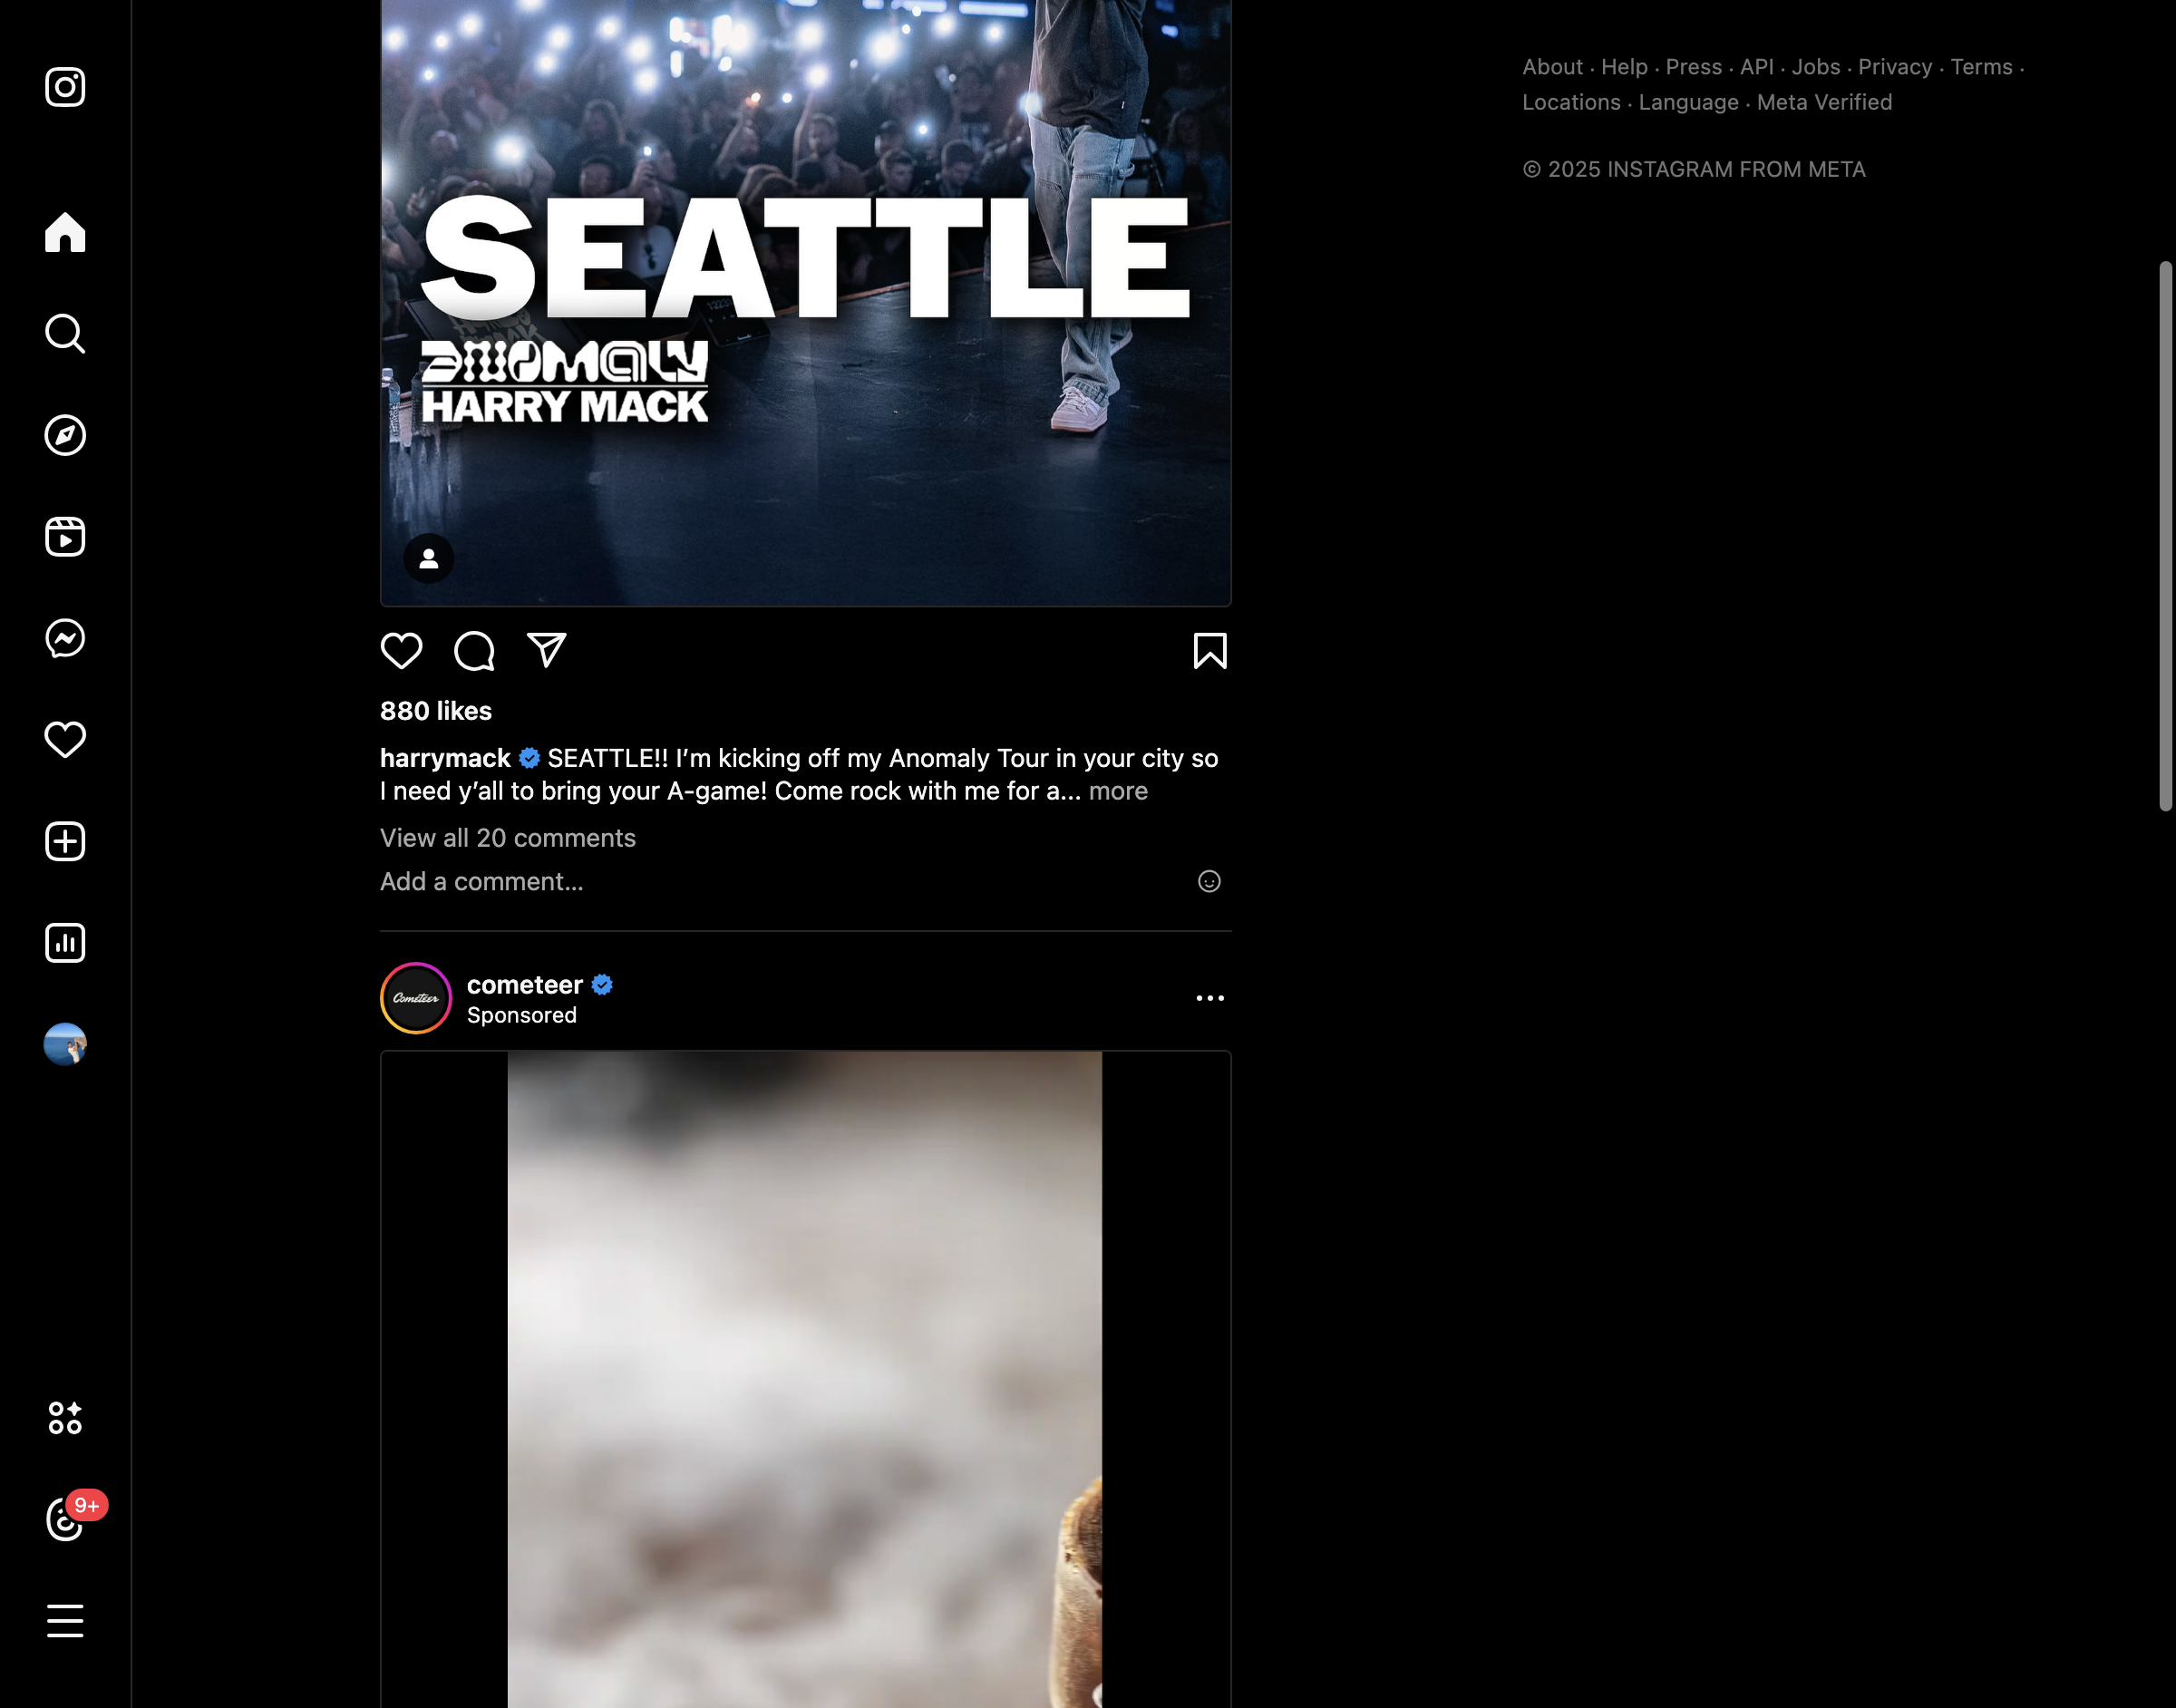 SEATTLE
ANOMALY
HARRY MACK
880 likes
harrymack SEATTLE!! I’m kicking off my Anomaly Tour in your city so
I need y’all to bring your A-game! Come rock with me for a... more
View all 20 comments
Add a comment...
Cometeer
cometeer
Sponsored
9+
About · Help · Press · API · Jobs · Privacy · Terms ·
Locations · Language · Meta Verified
© 2025 INSTAGRAM FROM META